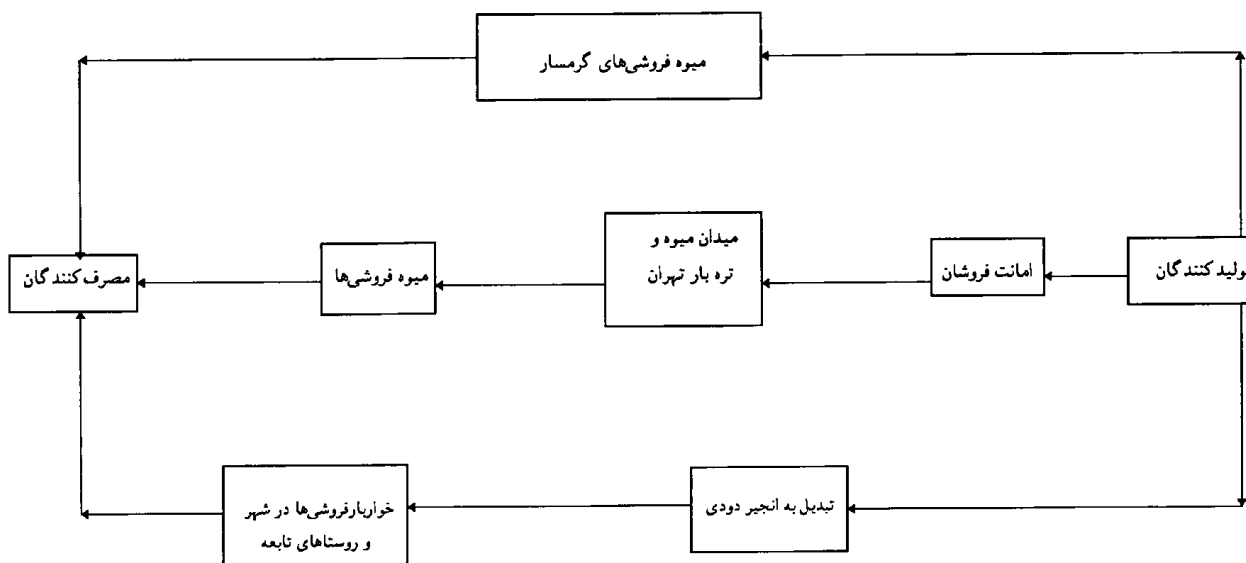 میوه فروشی‌های گرمسار
تولید کنندگان
امانت فروشان
میدان میوه و
تره بار تهران
میوه فروشی‌ها
مصرف کنندگان
تبدیل به انجیر دودی
خواربارفروشی‌ها در شهر
و روستاهای تابعه